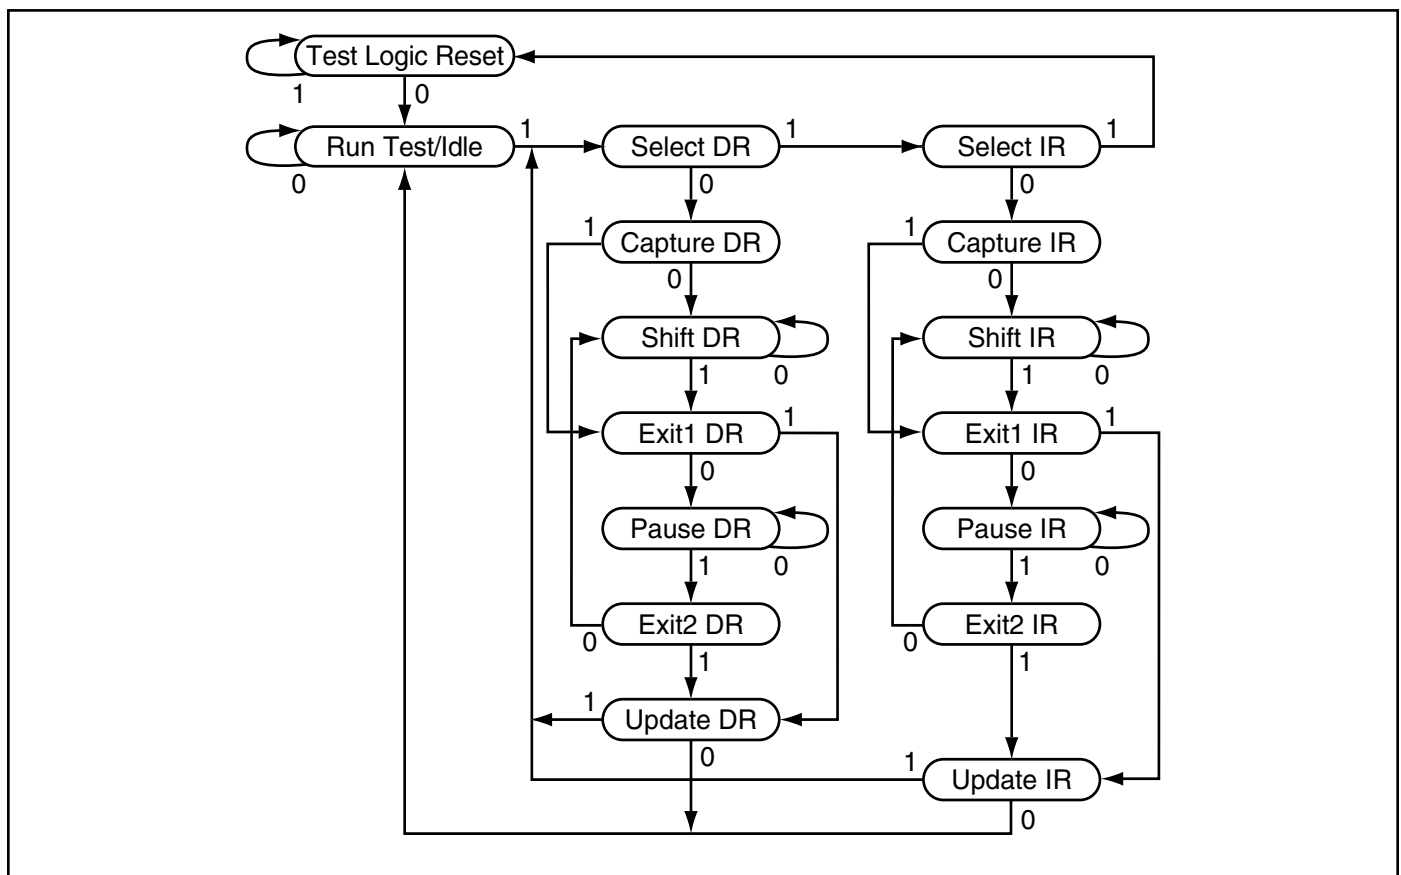 Test Logic Reset
1 0
Run Test/Idle 1 Select DR 1 Select IR 1
0 0 0
1 Capture DR 1 Capture IR
0 0
Shift DR Shift IR
1 0 1 0
Exit1 DR 1 Exit1 IR 1
0 0
Pause DR Pause IR
1 0 1 0
Exit2 DR Exit2 IR
0 1 0 1
1 Update DR
0 1 Update IR
0